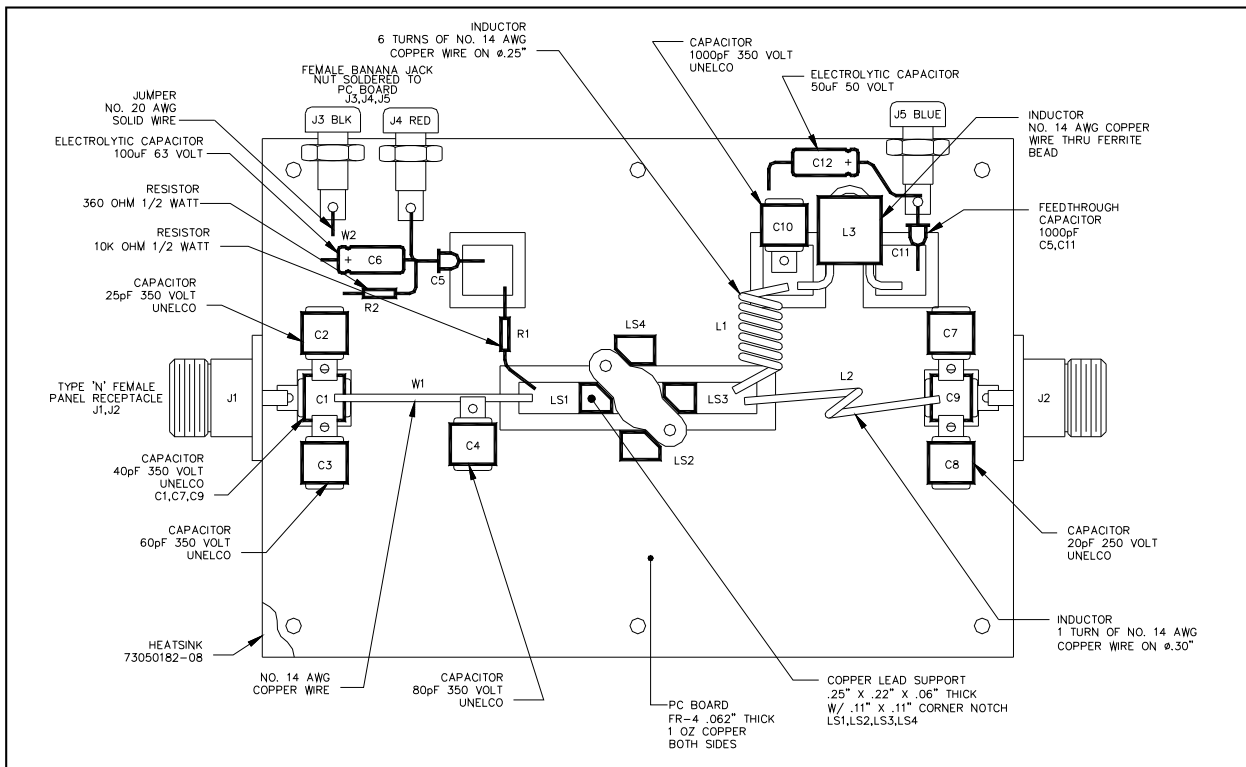 INDUCTOR
6 TURNS OF NO. 14 AWG
COPPER WIRE ON ø.25"
CAPACITOR
1000pF 350 VOLT
UNELCO
ELECTROLYTIC CAPACITOR
50uF 50 VOLT
FEMALE BANANA JACK
NUT SOLDERED TO
PC BOARD
J3,J4,J5
JUMPER
NO. 20 AWG
SOLID WIRE
J3 BLK
J4 RED
J5 BLUE
INDUCTOR
NO. 14 AWG COPPER
WIRE THRU FERRITE
BEAD
ELECTROLYTIC CAPACITOR
100uF 63 VOLT
RESISTOR
360 OHM 1/2 WATT
RESISTOR
10K OHM 1/2 WATT
FEEDTHROUGH
CAPACITOR
1000pF
C5,C11
C12
+
C10
L3
C11
W2
+
C6
C5
R2
CAPACITOR
25pF 350 VOLT
UNELCO
C2
R1
LS4
L1
C7
TYPE 'N' FEMALE
PANEL RECEPTACLE
J1,J2
J1
C1
W1
LS1
LS3
L2
C9
J2
CAPACITOR
40pF 350 VOLT
UNELCO
C1,C7,C9
C3
C4
LS2
C8
CAPACITOR
60pF 350 VOLT
UNELCO
CAPACITOR
20pF 250 VOLT
UNELCO
HEATSINK
73050182-08
NO. 14 AWG
COPPER WIRE
CAPACITOR
80pF 350 VOLT
UNELCO
PC BOARD
FR-4 .062" THICK
1 OZ COPPER
BOTH SIDES
COPPER LEAD SUPPORT
.25" X .22" X .06" THICK
W/ .11" X .11" CORNER NOTCH
LS1,LS2,LS3,LS4
INDUCTOR
1 TURN OF NO. 14 AWG
COPPER WIRE ON ø.30"